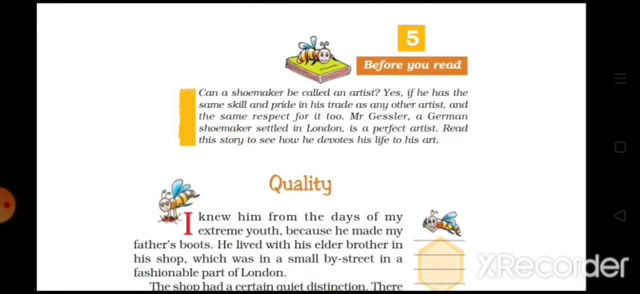 5
Before you read
Can a shoemaker be called an artist? Yes, if he has the
same skill and pride in his trade as any other artist, and
the same respect for it too. Mr Gessler, a German
shoemaker settled in London, is a perfect artist. Read
this story to see how he devotes his life to his art.
Quality
I knew him from the days of my
extreme youth, because he made my
father's boots. He lived with his elder brother in
his shop, which was in a small by-street in a
fashionable part of London.
The shop had a certain quiet distinction. There
XRecorder